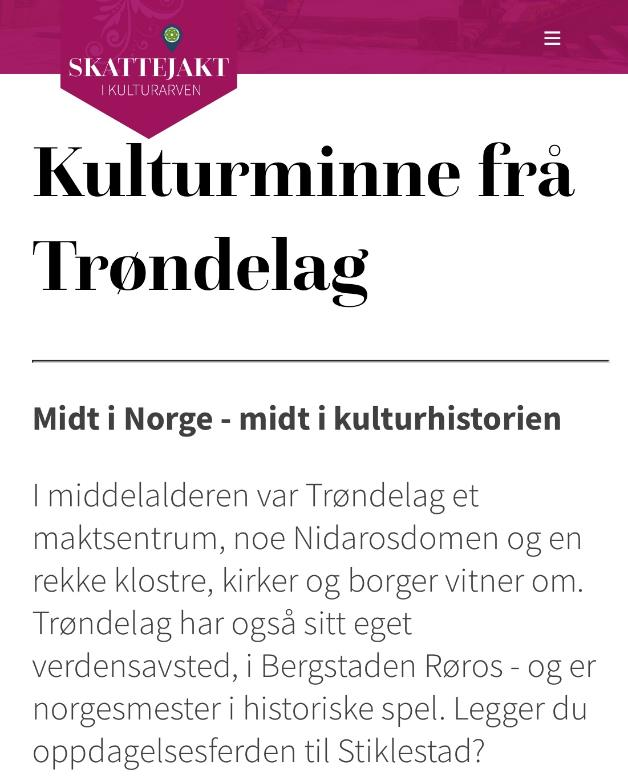 SKATTEJAKT
I KULTURARVEN
Kulturminne frå
Trøndelag
Midt i Norge - midt i kulturhistorien
I middelalderen var Trøndelag et
maktsentrum, noe Nidarosdomen og en
rekke klostre, kirker og borger vitner om.
Trøndelag har også sitt eget
verdensavsted, i Bergstaden Røros - og er
norgesmester i historiske spel. Legger du
oppdagelsesferden til Stiklestad?